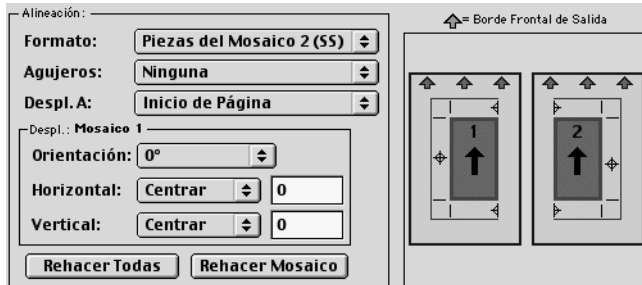 Alineación:
Formato: Piezas del Mosaico 2 (SS)
Agujeros: Ninguna
Despl. A: Inicio de Página
Despl.: Mosaico 1
Orientación: 0°
Horizontal: Centrar 0
Vertical: Centrar 0
Rehacer Todas Rehacer Mosaico
= Borde Frontal de Salida
1 2